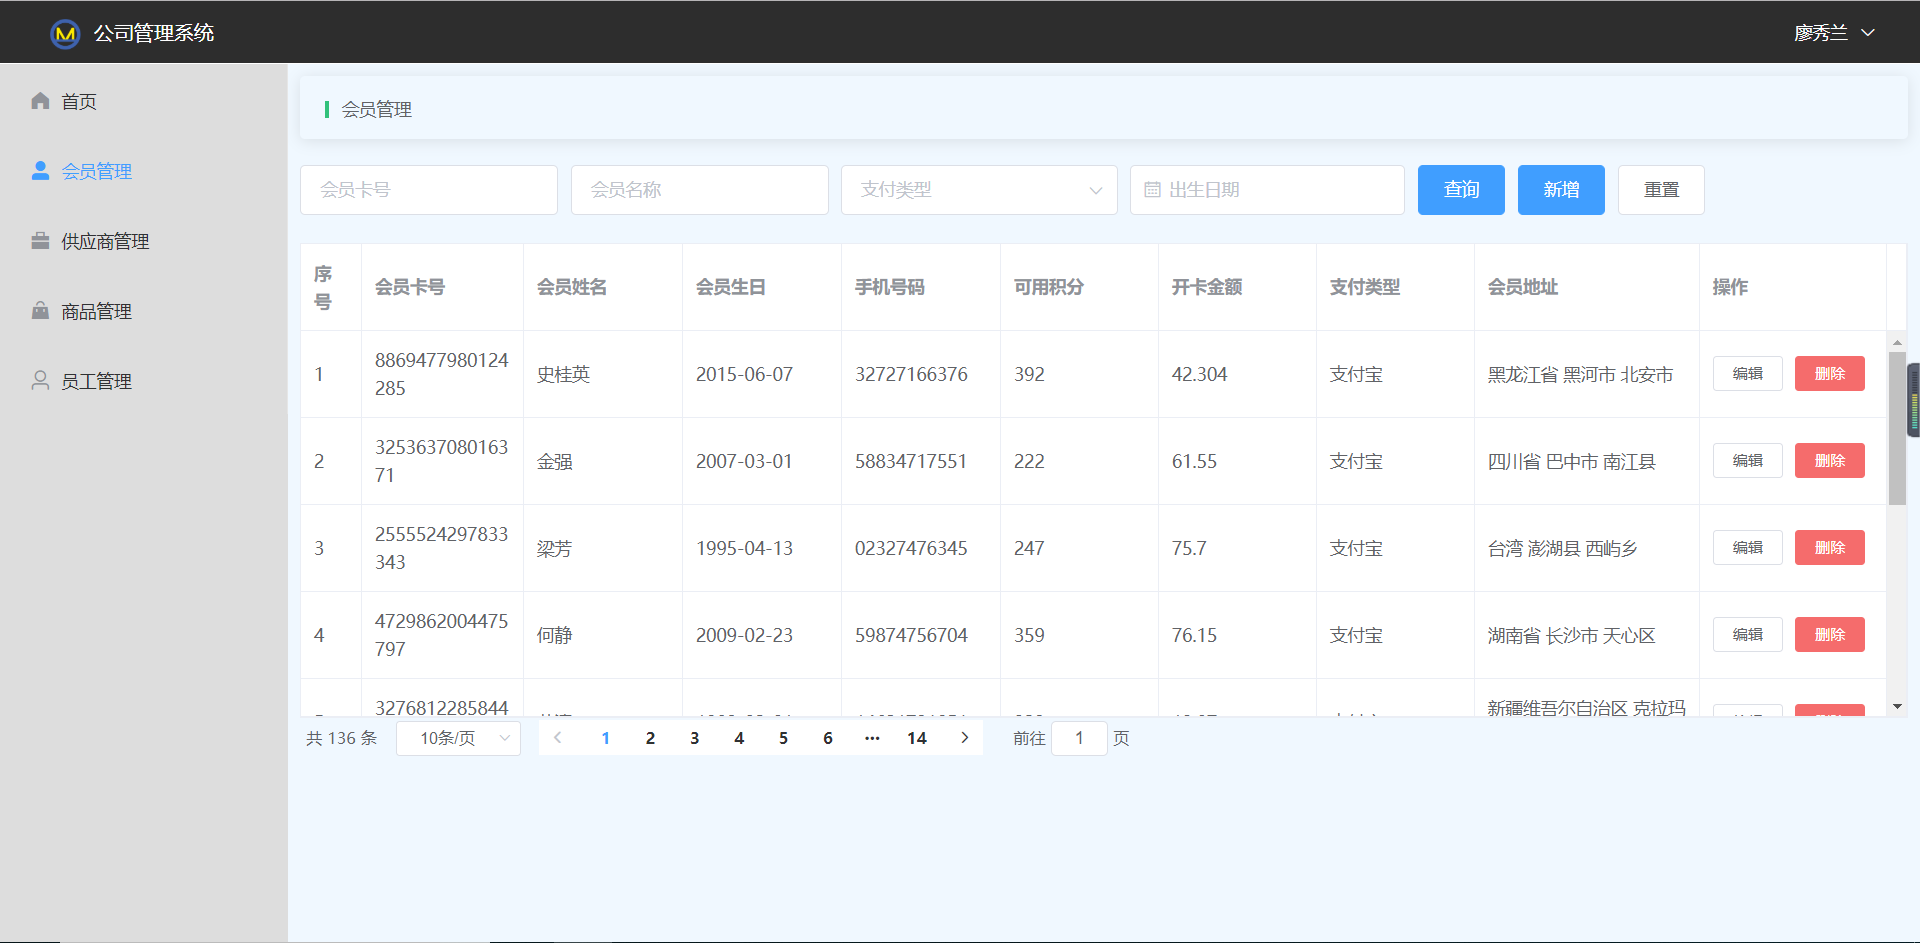 公司管理系统
廖秀兰
首页
会员管理
供应商管理
商品管理
员工管理
会员管理
会员卡号 会员名称 支付类型 出生日期 查询 新增 重置
序号 会员卡号 会员姓名 会员生日 手机号码 可用积分 开卡金额 支付类型 会员地址 操作
1 8869477980124285 史桂英 2015-06-07 32727166376 392 42.304 支付宝 黑龙江省 黑河市 北安市 编辑 删除
2 325363708016371 金强 2007-03-01 58834717551 222 61.55 支付宝 四川省 巴中市 南江县 编辑 删除
3 2555524297833343 梁芳 1995-04-13 02327476345 247 75.7 支付宝 台湾 澎湖县 西屿乡 编辑 删除
4 4729862004475797 何静 2009-02-23 59874756704 359 76.15 支付宝 湖南省 长沙市 天心区 编辑 删除
3276812285844 新疆维吾尔自治区 克拉玛
共 136 条 10条/页 1 2 3 4 5 6 ··· 14 前往 1 页